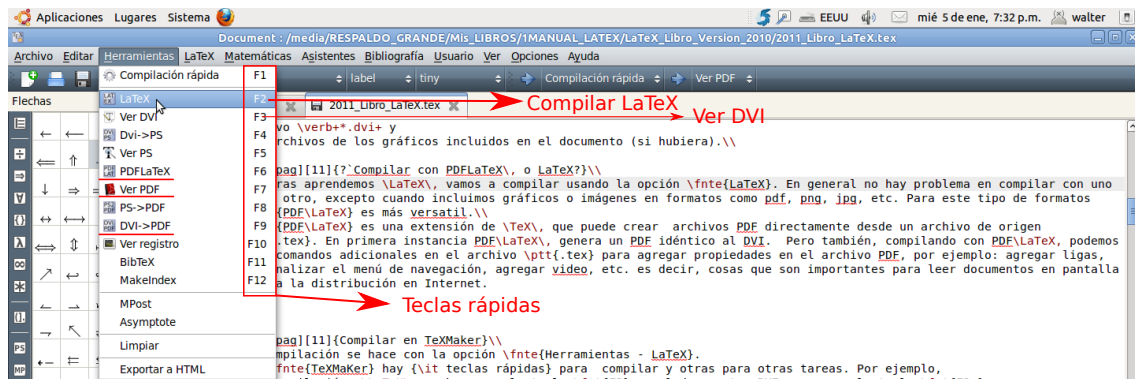 Aplicaciones Lugares Sistema
EEUU mié 5 de ene, 7:32 p.m. walter
Document : /media/RESPALDO_GRANDE/Mis_LIBROS/1MANUAL_LATEX/LaTeX_Libro_Version_2010/2011_Libro_LaTeX.tex
Archivo Editar Herramientas LaTeX Matemáticas Asistentes Bibliografía Usuario Ver Opciones Ayuda
Compilación rápida F1
label tiny Compilación rápida Ver PDF
Flechas
LaTeX F2
2011_Libro_LaTeX.tex
Compilar LaTeX
Ver DVI F3
Ver DVI
Dvi->PS F4
Ver PS F5
PDFLaTeX F6
Ver PDF F7
PS->PDF F8
DVI->PDF F9
Ver registro F10
BibTeX F11
MakeIndex F12
MPost
Asymptote
Limpiar
Exportar a HTML
vo \verb+*.dvi+ y
rchivos de los gráficos incluidos en el documento (si hubiera).\\
pag][11]{?`Compilar con PDFLaTeX\, o LaTeX?}\\
ras aprendemos \LaTeX\, vamos a compilar usando la opción \fnte{LaTeX}. En general no hay problema en compilar con uno
otro, excepto cuando incluimos gráficos o imágenes en formatos como pdf, png, jpg, etc. Para este tipo de formatos
{PDF\LaTeX} es más versatil.\\
{PDF\LaTeX} es una extensión de \TeX\, que puede crear archivos PDF directamente desde un archivo de origen
.tex}. En primera instancia PDF\LaTeX\, genera un PDF idéntico al DVI. Pero también, compilando con PDF\LaTeX, podemos
comandos adicionales en el archivo \ptt{.tex} para agregar propiedades en el archivo PDF, por ejemplo: agregar ligas,
nalizar el menú de navegación, agregar video, etc. es decir, cosas que son importantes para leer documentos en pantalla
a la distribución en Internet.
Teclas rápidas
pag][11]{Compilar en TeXMaker}\\
mpilación se hace con la opción \fnte{Herramientas - LaTeX}.
fnte{TeXMaKer} hay {\it teclas rápidas} para compilar y otras para otras tareas. Por ejemplo,